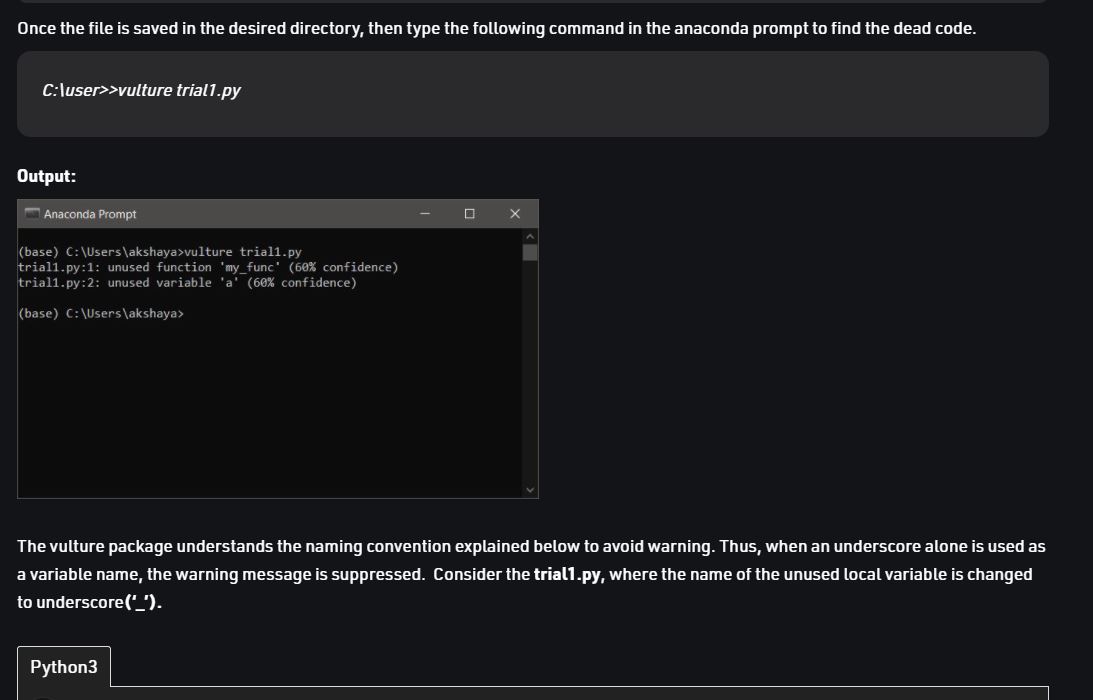 Once the file is saved in the desired directory, then type the following command in the anaconda prompt to find the dead code.
C:\user>>vulture trial1.py
Output:
Anaconda Prompt
(base) C:\Users\akshaya>vulture trial1.py
trial1.py:1: unused function 'my_func' (60% confidence)
trial1.py:2: unused variable 'a' (60% confidence)
(base) C:\Users\akshaya>
The vulture package understands the naming convention explained below to avoid warning. Thus, when an underscore alone is used as
a variable name, the warning message is suppressed.  Consider the trial1.py, where the name of the unused local variable is changed
to underscore(‘_’).
Python3